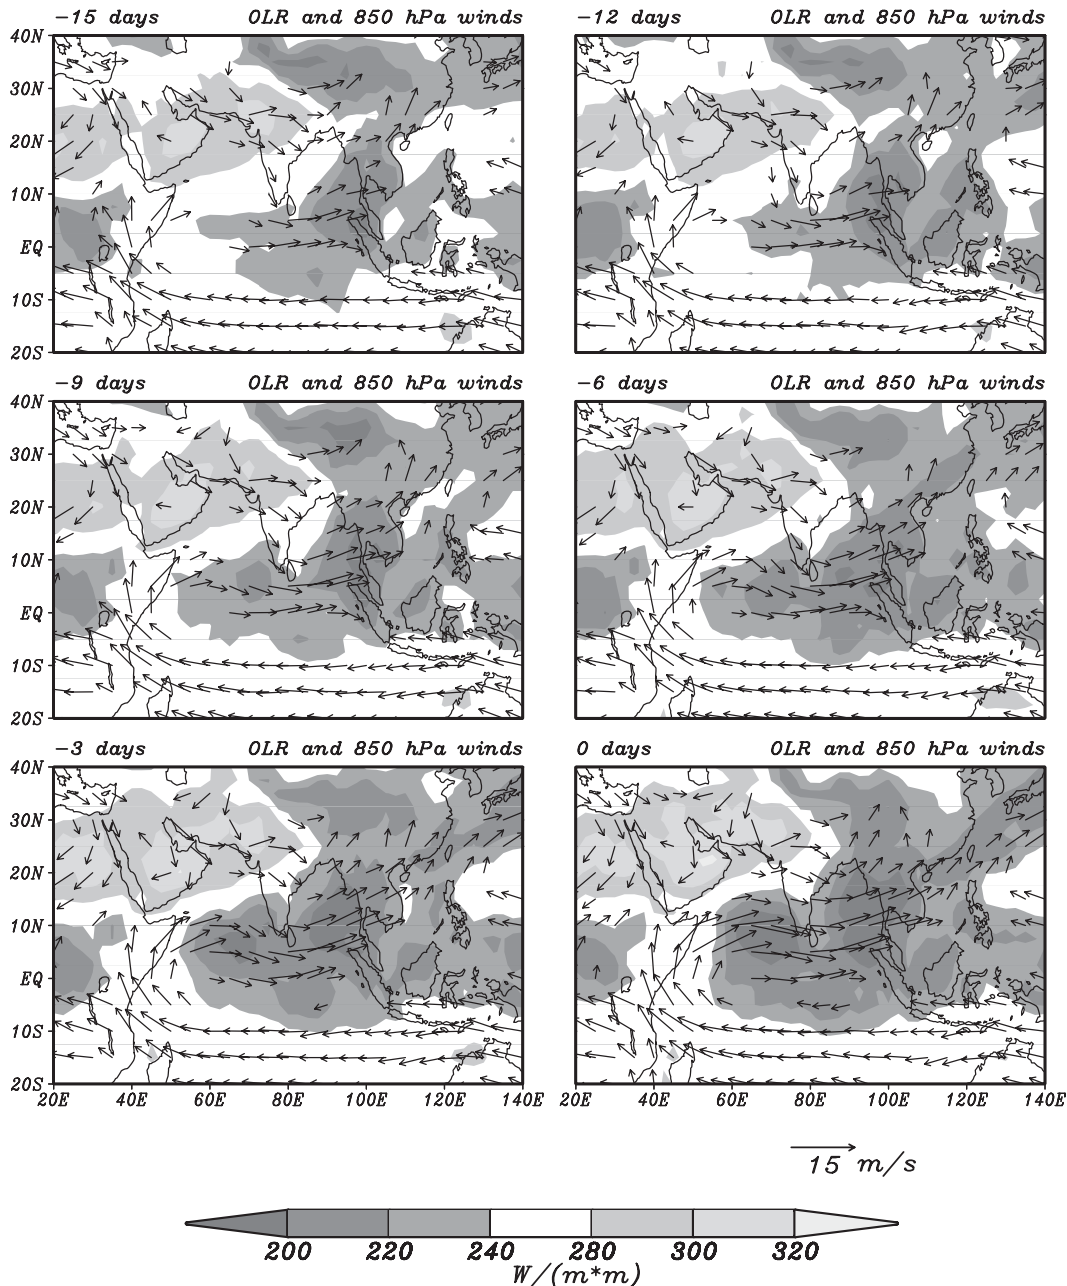 -15 days OLR and 850 hPa winds
-12 days OLR and 850 hPa winds
40N
30N
20N
10N
EQ
10S
20S
-9 days OLR and 850 hPa winds
-6 days OLR and 850 hPa winds
40N
30N
20N
10N
EQ
10S
20S
-3 days OLR and 850 hPa winds
0 days OLR and 850 hPa winds
40N
30N
20N
10N
EQ
10S
20S
20E 40E 60E 80E 100E 120E 140E
20E 40E 60E 80E 100E 120E 140E
15 m/s
200 220 240 280 300 320
W/(m*m)